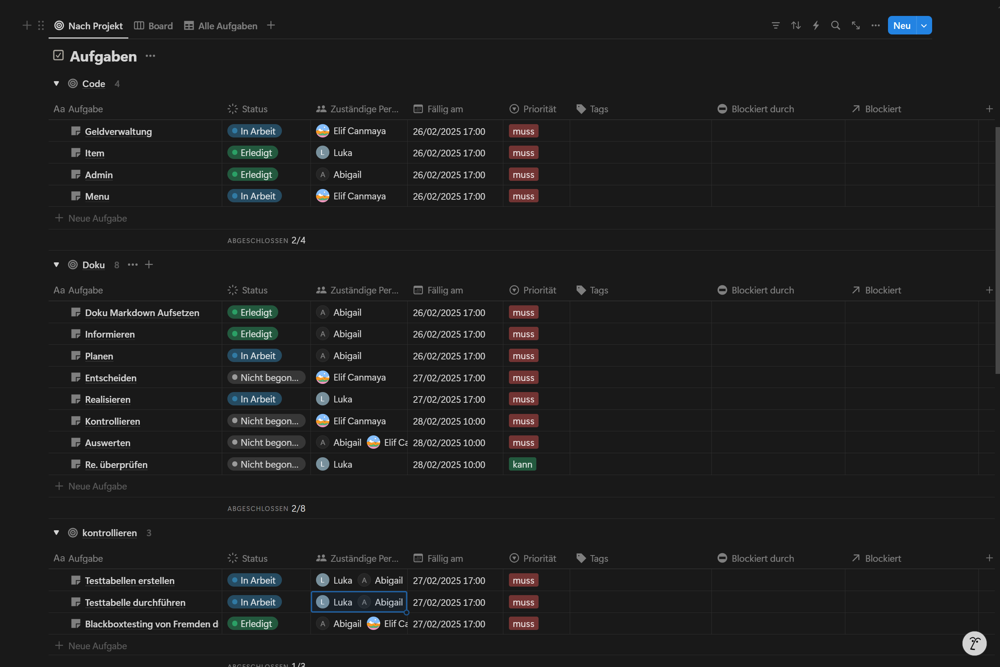 Nach Projekt Board Alle Aufgaben Neu
Aufgaben
Code 4
Aa Aufgabe Status Zuständige Per... Fällig am Priorität Tags Blockiert durch Blockiert
Geldverwaltung In Arbeit Elif Canmaya 26/02/2025 17:00 muss
Item Erledigt L Luka 26/02/2025 17:00 muss
Admin Erledigt A Abigail 26/02/2025 17:00 muss
Menu In Arbeit Elif Canmaya 26/02/2025 17:00 muss
Neue Aufgabe
ABGESCHLOSSEN 2/4
Doku 8
Aa Aufgabe Status Zuständige Per... Fällig am Priorität Tags Blockiert durch Blockiert
Doku Markdown Aufsetzen Erledigt A Abigail 26/02/2025 17:00 muss
Informieren Erledigt A Abigail 26/02/2025 17:00 muss
Planen In Arbeit A Abigail 26/02/2025 17:00 muss
Entscheiden Nicht begon... Elif Canmaya 27/02/2025 17:00 muss
Realisieren In Arbeit L Luka 27/02/2025 17:00 muss
Kontrollieren Nicht begon... Elif Canmaya 28/02/2025 10:00 muss
Auswerten Nicht begon... A Abigail Elif Ca 28/02/2025 10:00 muss
Re. überprüfen Nicht begon... L Luka 28/02/2025 10:00 kann
Neue Aufgabe
ABGESCHLOSSEN 2/8
kontrollieren 3
Aa Aufgabe Status Zuständige Per... Fällig am Priorität Tags Blockiert durch Blockiert
Testtabellen erstellen In Arbeit L Luka A Abigail 27/02/2025 17:00 muss
Testtabelle durchführen In Arbeit L Luka A Abigail 27/02/2025 17:00 muss
Blackboxtesting von Fremden d Erledigt A Abigail Elif Ca 27/02/2025 17:00 muss
Neue Aufgabe
ABGESCHLOSSEN 1/3